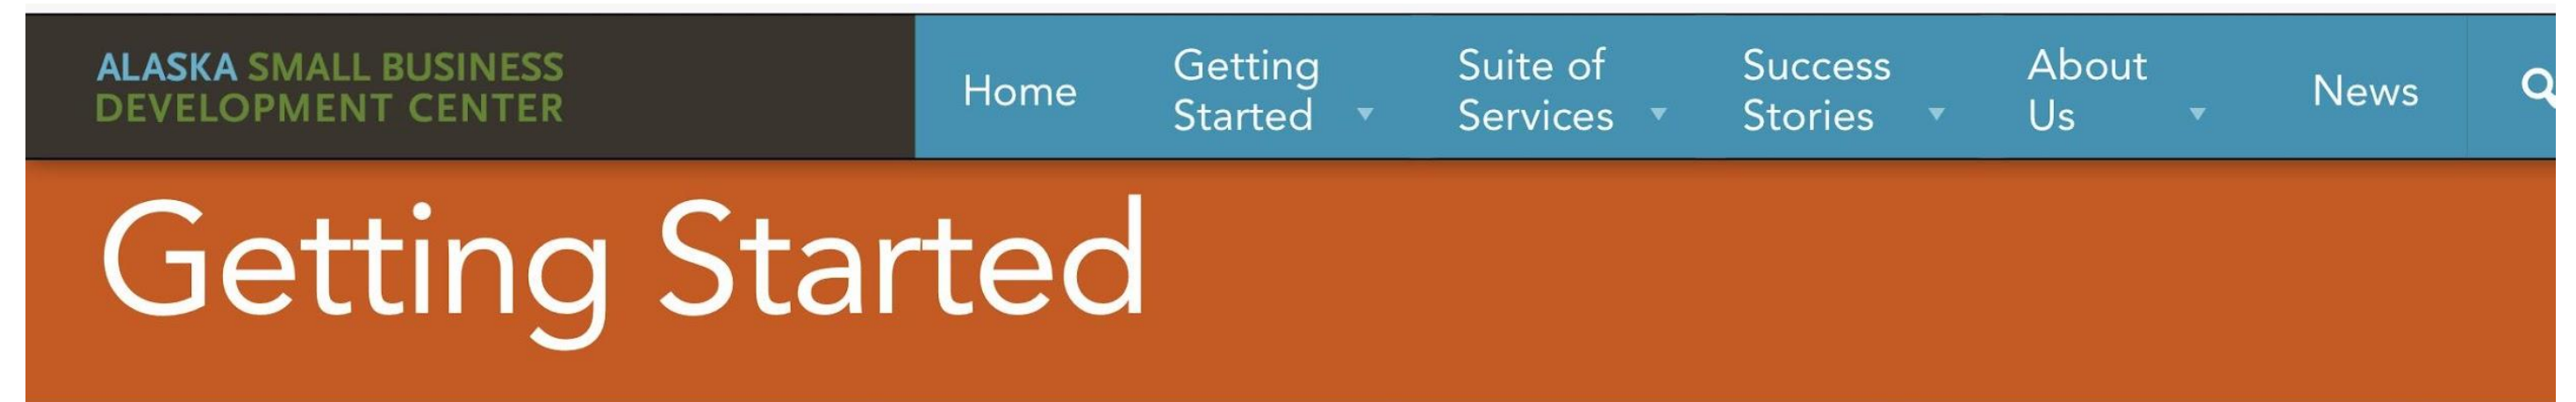 ALASKA SMALL BUSINESS
DEVELOPMENT CENTER
Home
Getting
Started
Suite of
Services
Success
Stories
About
Us
News
Getting Started